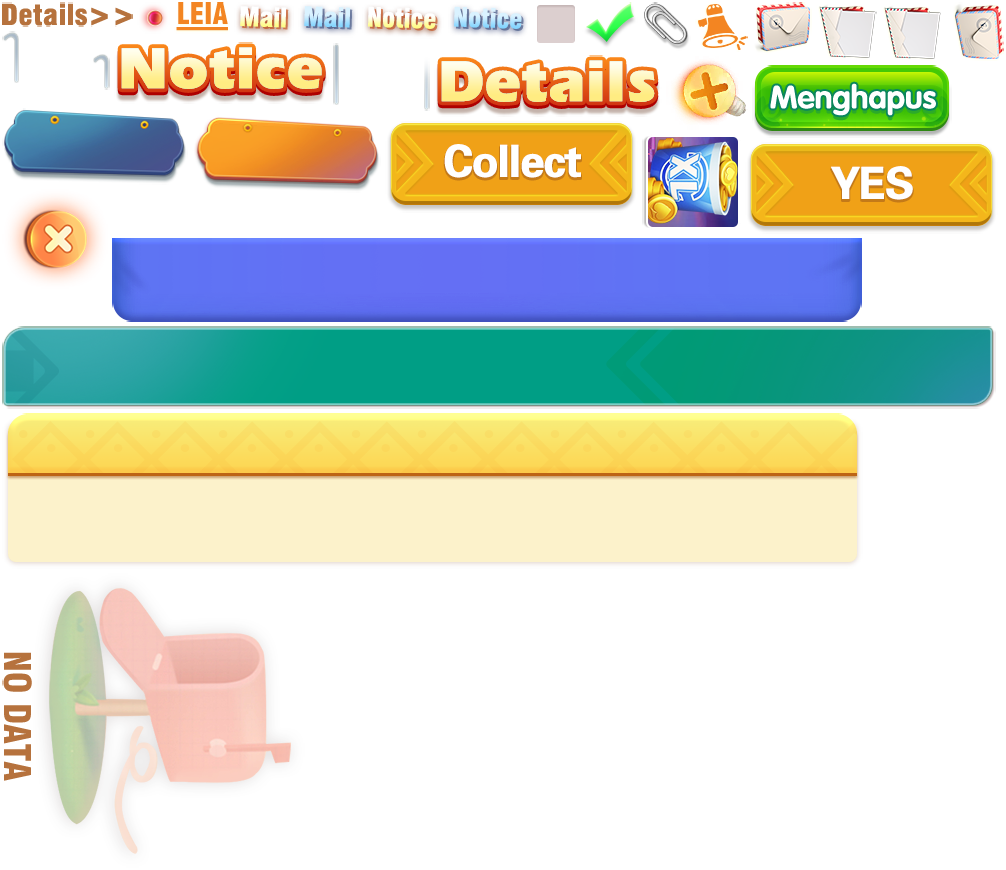 Details>>
LEIA
Mail
Mail
Notice
Notice
Notice
Details
Menghapus
Collect
YES
NO DATA